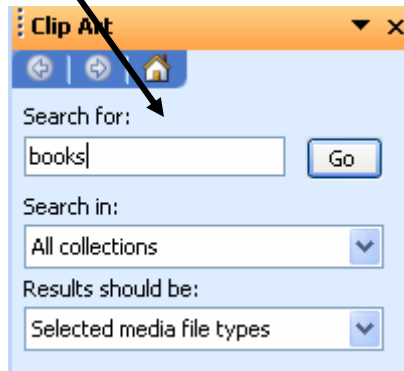 Clip Art
Search for:
books
Go
Search in:
All collections
Results should be:
Selected media file types